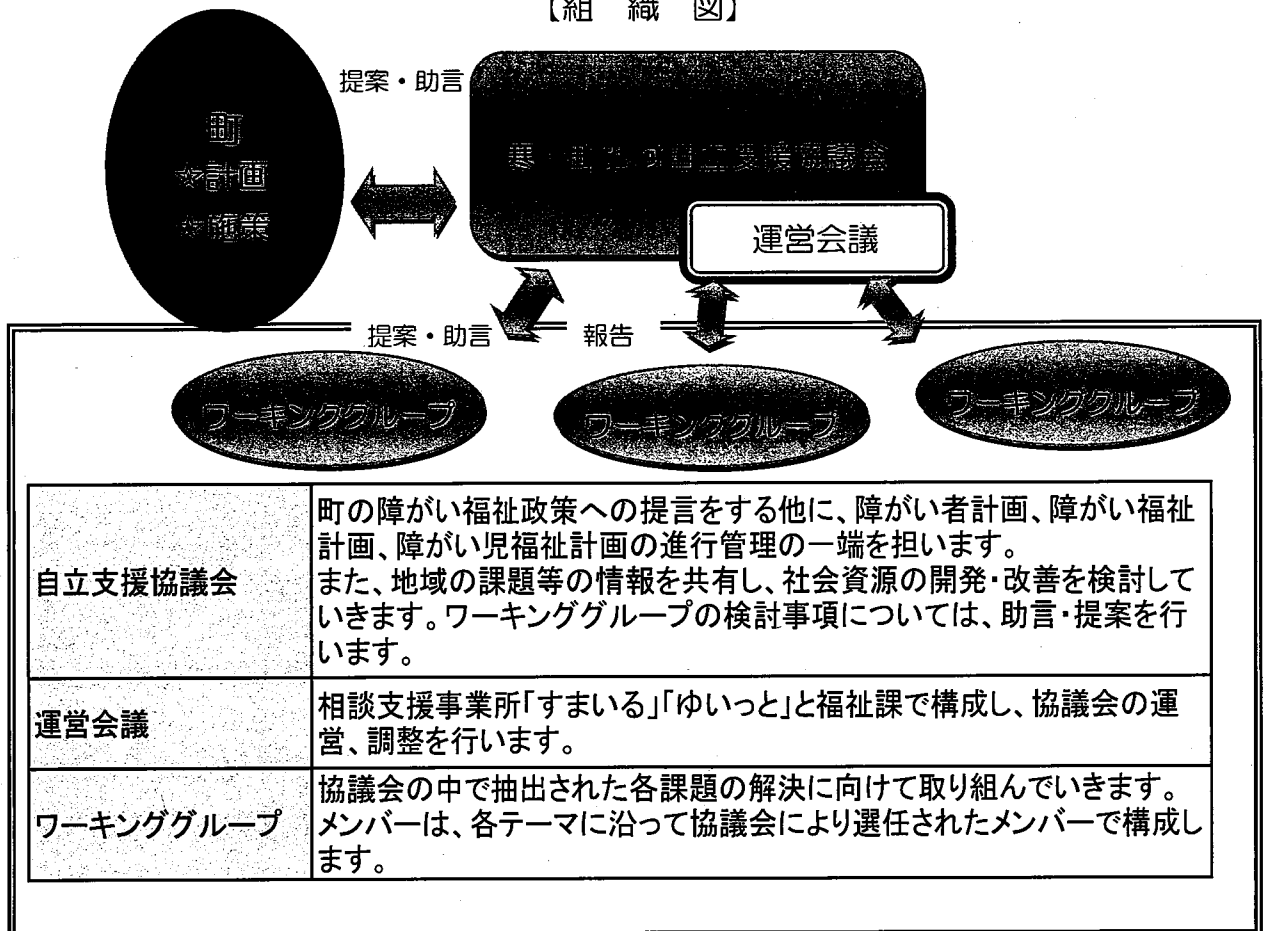 【組 織 図】
提案・助言
町
☆計画
☆施策
自立支援協議会
運営会議
提案・助言 報告
ワーキンググループ
ワーキンググループ
ワーキンググループ
自立支援協議会
町の障がい福祉政策への提言をする他に、障がい者計画、障がい福祉
計画、障がい児福祉計画の進行管理の一端を担います。
また、地域の課題等の情報を共有し、社会資源の開発・改善を検討して
いきます。ワーキンググループの検討事項については、助言・提案を行
います。
運営会議
相談支援事業所「すまいる」「ゆいっと」と福祉課で構成し、協議会の運
営、調整を行います。
ワーキンググループ
協議会の中で抽出された各課題の解決に向けて取り組んでいきます。
メンバーは、各テーマに沿って協議会により選任されたメンバーで構成し
ます。